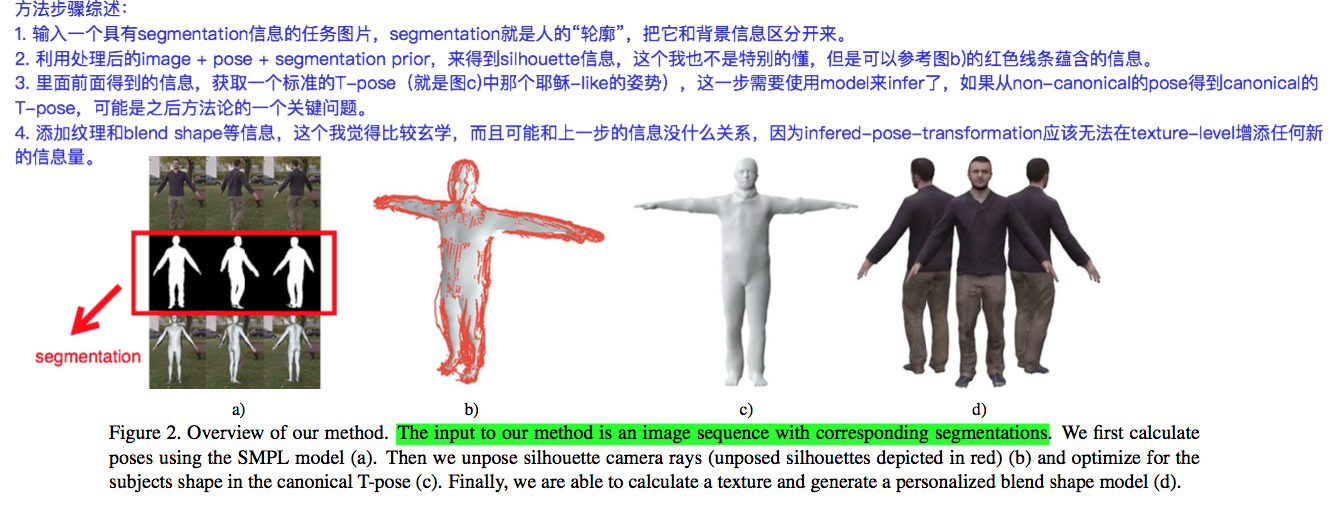 方法步骤综述：
1. 输入一个具有segmentation信息的任务图片，segmentation就是人的“轮廓”，把它和背景信息区分开来。
2. 利用处理后的image + pose + segmentation prior，来得到silhouette信息，这个我也不是特别的懂，但是可以参考图b)的红色线条蕴含的信息。
3. 里面前面得到的信息，获取一个标准的T-pose（就是图c)中那个耶稣-like的姿势），这一步需要使用model来infer了，如果从non-canonical的pose得到canonical的
T-pose，可能是之后方法论的一个关键问题。
4. 添加纹理和blend shape等信息，这个我觉得比较玄学，而且可能和上一步的信息没什么关系，因为infered-pose-transformation应该无法在texture-level增添任何新
的信息量。
segmentation
a)
b)
c)
d)
Figure 2. Overview of our method. The input to our method is an image sequence with corresponding segmentations. We first calculate
poses using the SMPL model (a). Then we unpose silhouette camera rays (unposed silhouettes depicted in red) (b) and optimize for the
subjects shape in the canonical T-pose (c). Finally, we are able to calculate a texture and generate a personalized blend shape model (d).